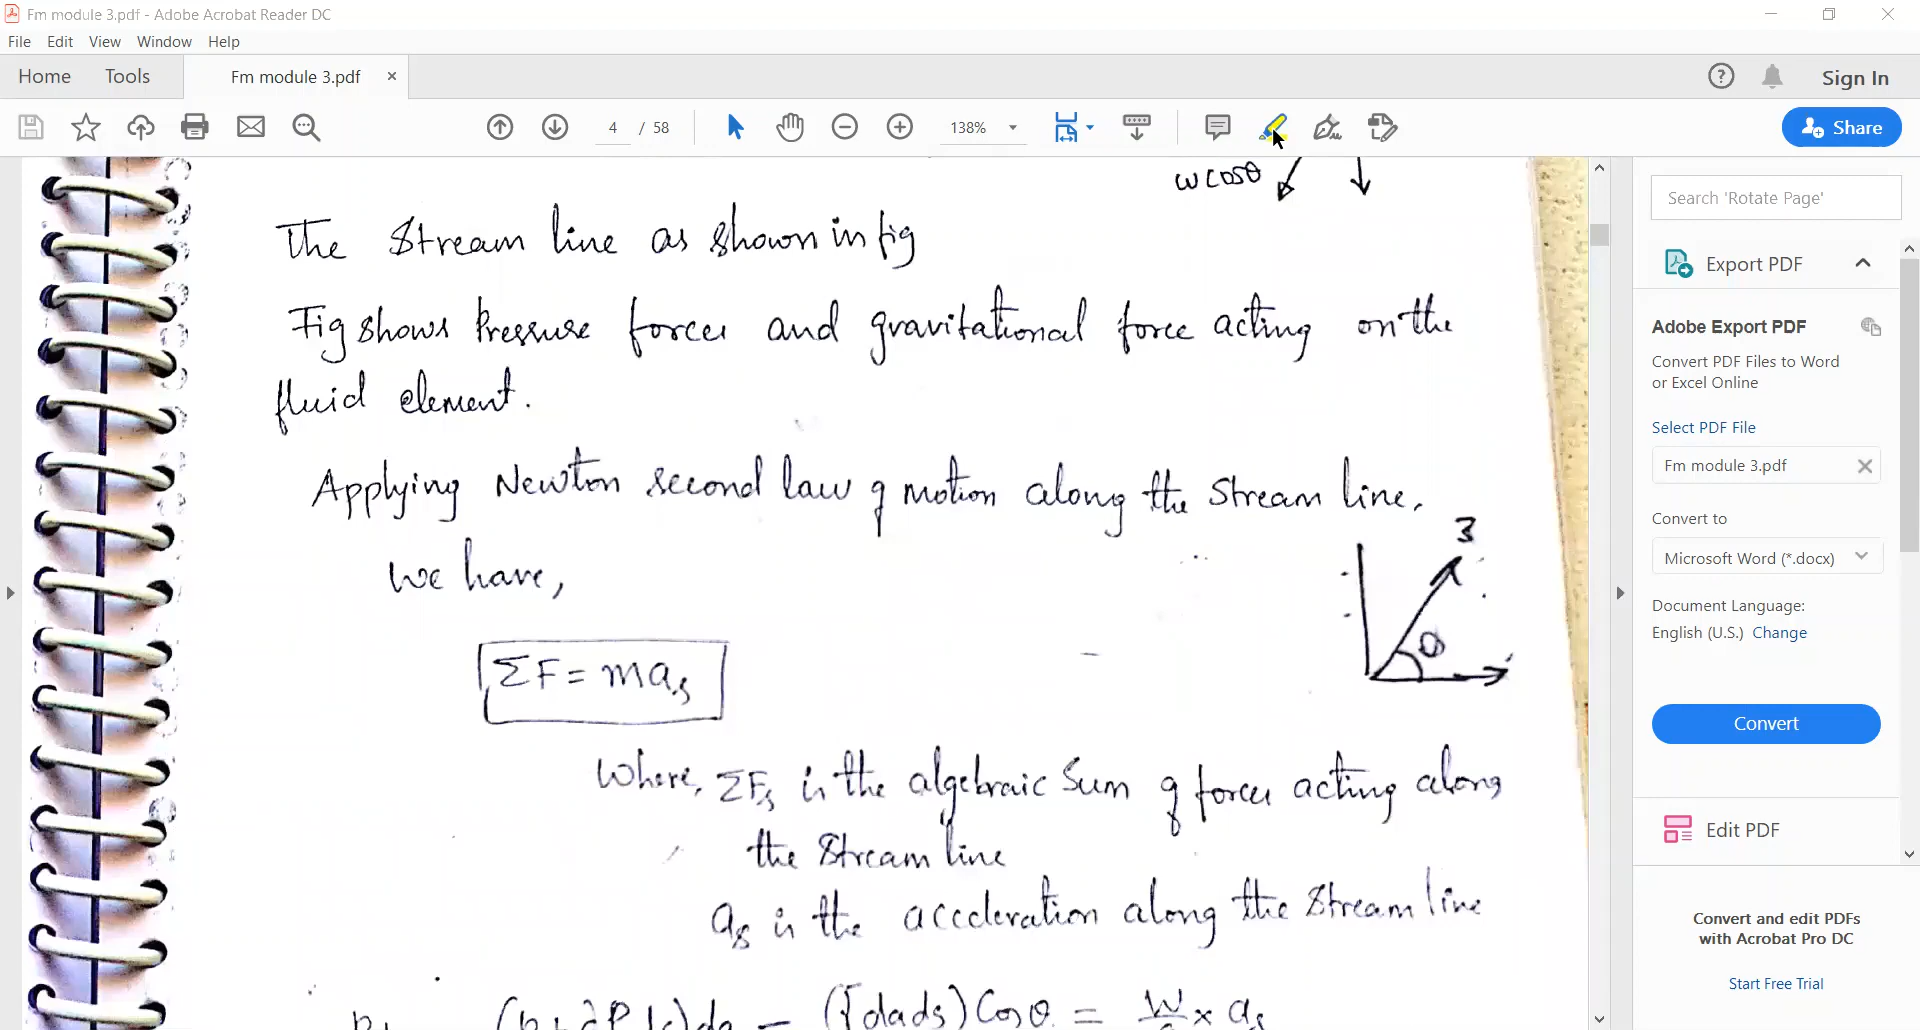 Fm module 3.pdf - Adobe Acrobat Reader DC
File Edit View Window Help
Home Tools Fm module 3.pdf × Sign In
4 / 58 138% Share
w cosθ
The Stream line as shown in fig
Fig shows Pressure forces and gravitational force acting on the
fluid element.
Applying Newton second law of motion along the Stream line.
We have,
3
θ
ΣF = mas
Where, ΣFs is the algebraic Sum of forces acting along
the Stream line
as is the acceleration along the Stream line
ds) Cosθ = W × as
Search 'Rotate Page'
Export PDF
Adobe Export PDF
Convert PDF Files to Word
or Excel Online
Select PDF File
Fm module 3.pdf
Convert to
Microsoft Word (*.docx)
Document Language:
English (U.S.) Change
Convert
Edit PDF
Convert and edit PDFs
with Acrobat Pro DC
Start Free Trial